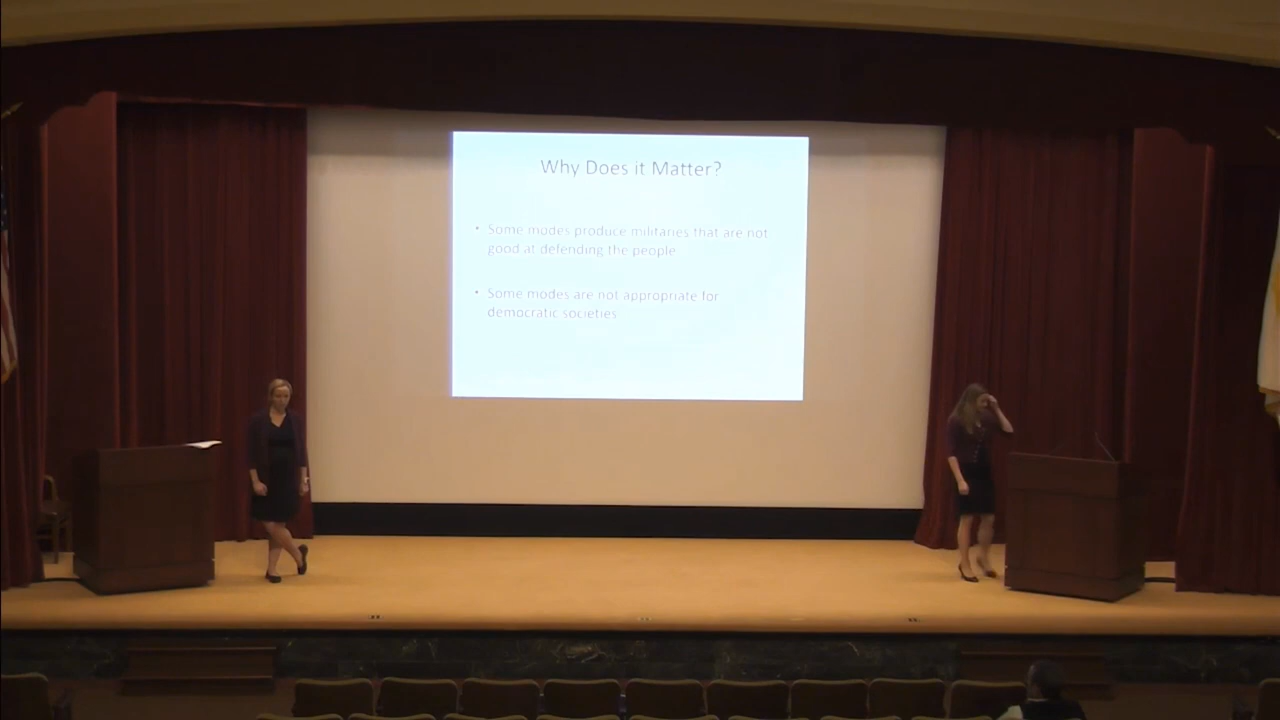 Why Does it Matter?
• Some modes produce militaries that are not
good at defending the people
• Some modes are not appropriate for
democratic societies